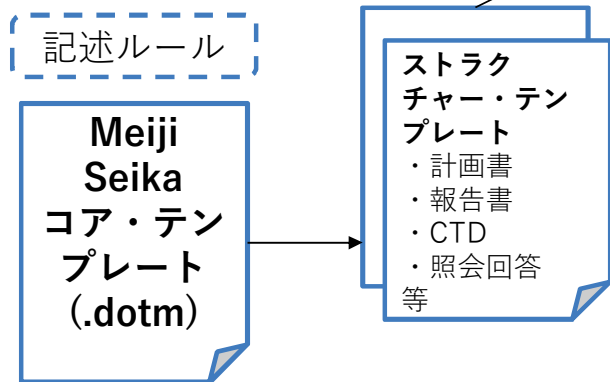 記述ルール
Meiji
Seika
コア・テン
プレート
(.dotm)
ストラク
チャー・テン
プレート
・計画書
・報告書
・CTD
・照会回答
等